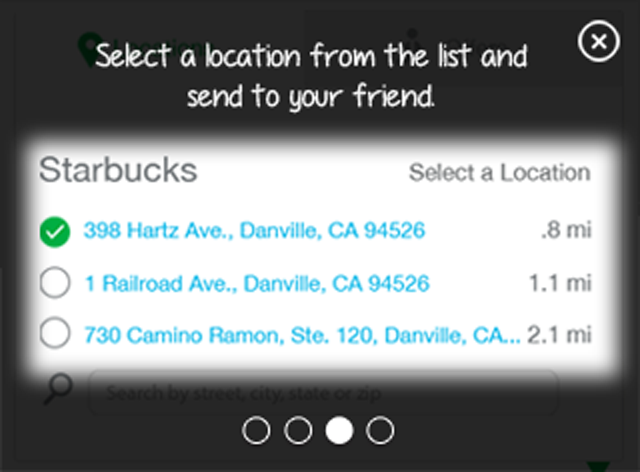 Select a location from the list and
send to your friend.
Starbucks Select a Location
398 Hartz Ave., Danville, CA 94526 .8 mi
1 Railroad Ave., Danville, CA 94526 1.1 mi
730 Camino Ramon, Ste. 120, Danville, CA... 2.1 mi
Search by street, city, state or zip